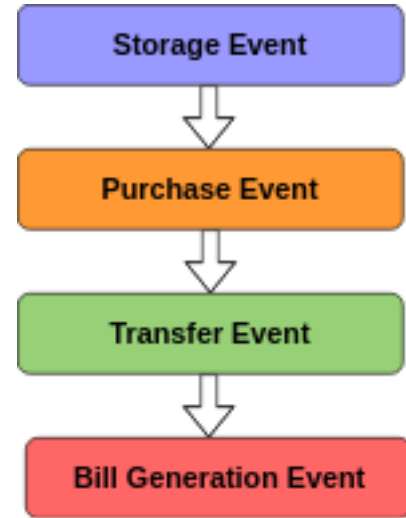 Storage Event
Purchase Event
Transfer Event
Bill Generation Event